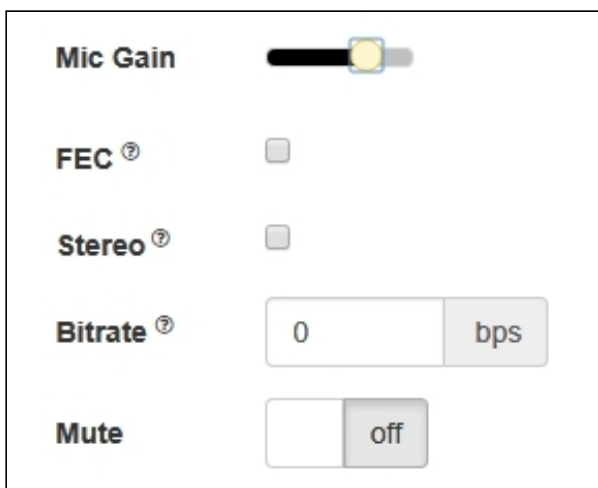 Mic Gain
FEC ?
Stereo ?
Bitrate ? 0 bps
Mute off